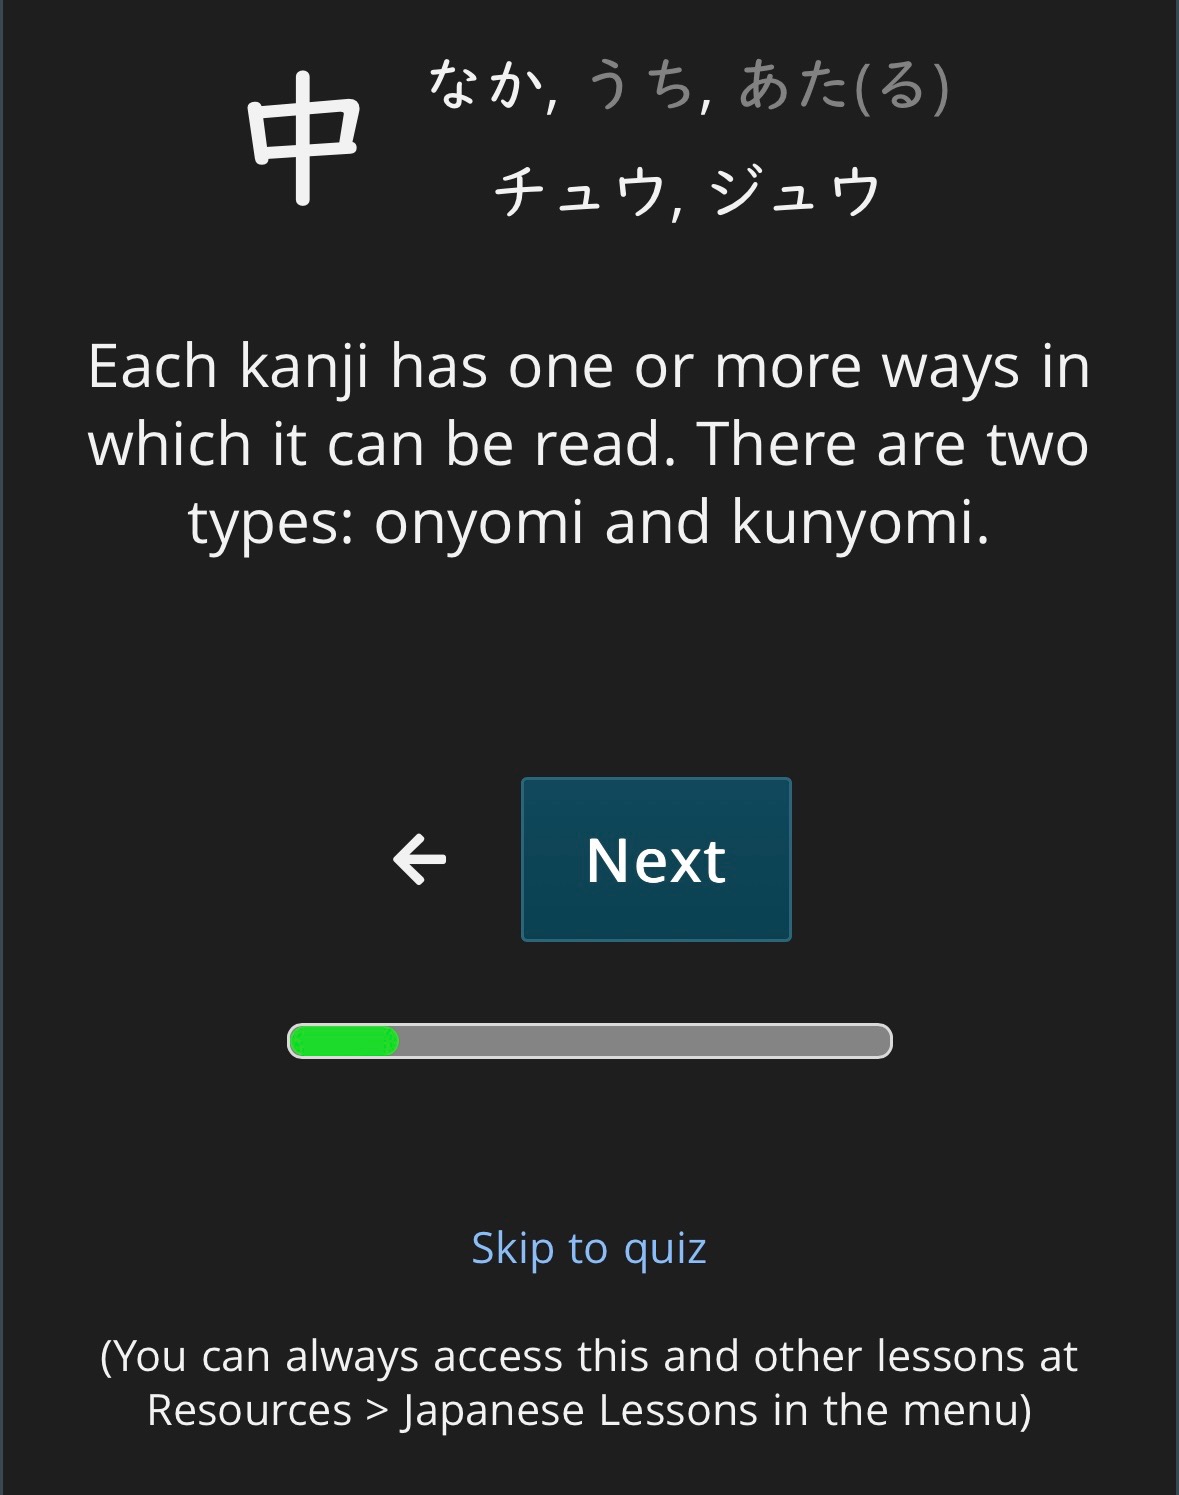 中
なか, うち, あた(る)
チュウ, ジュウ
Each kanji has one or more ways in
which it can be read. There are two
types: onyomi and kunyomi.
Next
Skip to quiz
(You can always access this and other lessons at
Resources > Japanese Lessons in the menu)